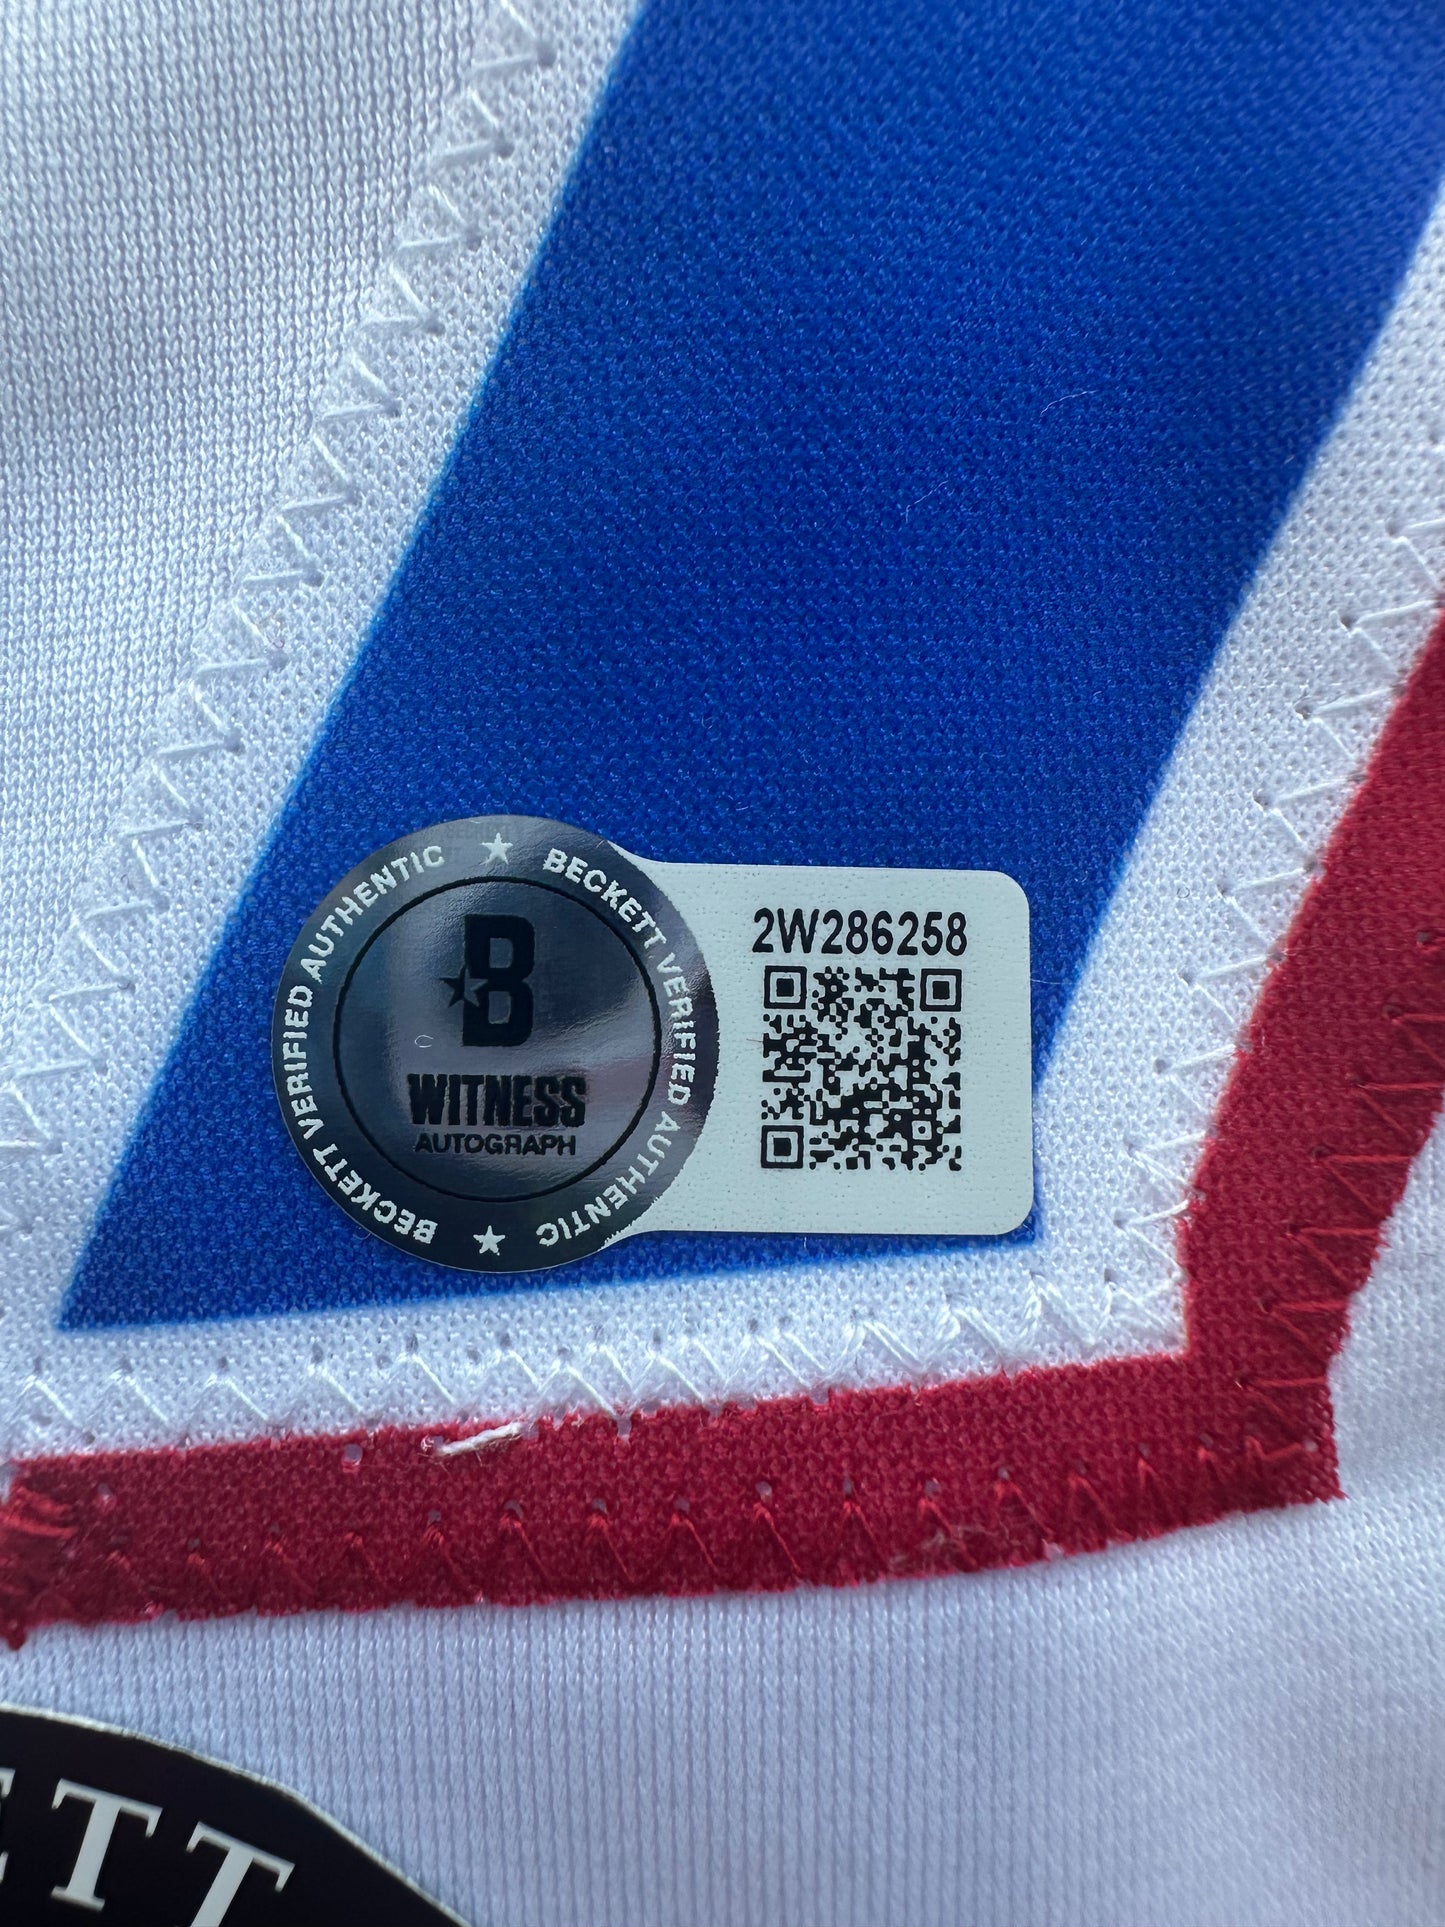 BECKETT VERIFIED AUTHENTIC ★ BECKETT VERIFIED AUTHENTIC ★
B
WITNESS
AUTOGRAPH
2W286258
ETT